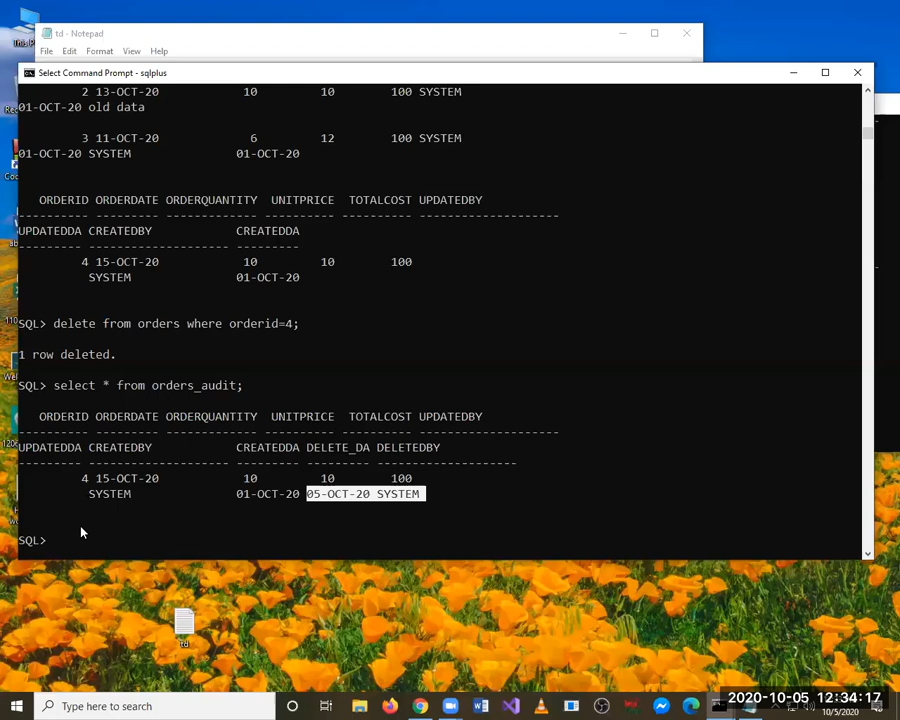 This P
td - Notepad
File Edit Format View Help
Select Command Prompt - sqlplus
2 13-OCT-20 10 10 100 SYSTEM
01-OCT-20 old data
3 11-OCT-20 6 12 100 SYSTEM
01-OCT-20 SYSTEM 01-OCT-20
ORDERID ORDERDATE ORDERQUANTITY UNITPRICE TOTALCOST UPDATEDBY
---------- --------- ------------- ---------- ---------- --------------------
UPDATEDDA CREATEDBY CREATEDDA
--------- -------------------- ---------
4 15-OCT-20 10 10 100
SYSTEM 01-OCT-20
SQL> delete from orders where orderid=4;
1 row deleted.
SQL> select * from orders_audit;
ORDERID ORDERDATE ORDERQUANTITY UNITPRICE TOTALCOST UPDATEDBY
---------- --------- ------------- ---------- ---------- --------------------
UPDATEDDA CREATEDBY CREATEDDA DELETE_DA DELETEDBY
--------- -------------------- --------- --------- --------------------
4 15-OCT-20 10 10 100
SYSTEM 01-OCT-20 05-OCT-20 SYSTEM
SQL>
td
Type here to search
2020-10-05 12:34:17
10/5/2020